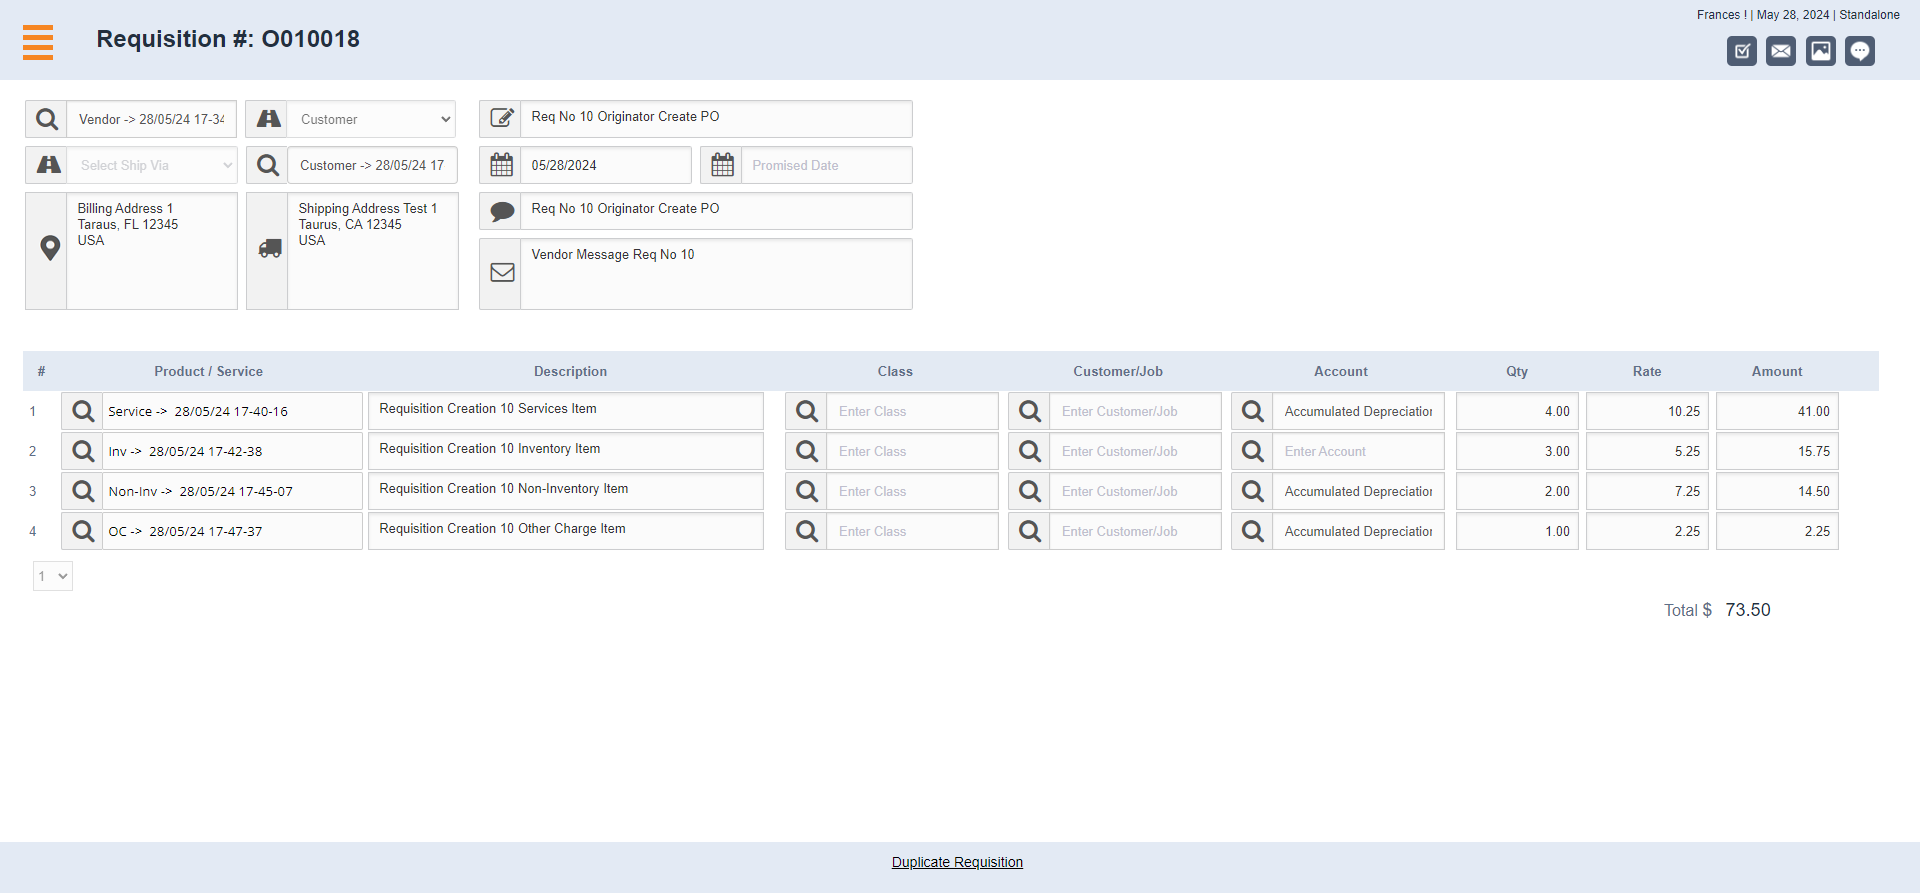 Requisition #: O010018
Frances ! | May 28, 2024 | Standalone
Vendor -> 28/05/24 17-34
Customer
Req No 10 Originator Create PO
Select Ship Via
Customer -> 28/05/24 17
05/28/2024
Promised Date
Billing Address 1
Taraus, FL 12345
USA
Shipping Address Test 1
Taurus, CA 12345
USA
Req No 10 Originator Create PO
Vendor Message Req No 10
# Product / Service Description Class Customer/Job Account Qty Rate Amount
1 Service -> 28/05/24 17-40-16 Requisition Creation 10 Services Item Enter Class Enter Customer/Job Accumulated Depreciation 4.00 10.25 41.00
2 Inv -> 28/05/24 17-42-38 Requisition Creation 10 Inventory Item Enter Class Enter Customer/Job Enter Account 3.00 5.25 15.75
3 Non-Inv -> 28/05/24 17-45-07 Requisition Creation 10 Non-Inventory Item Enter Class Enter Customer/Job Accumulated Depreciation 2.00 7.25 14.50
4 OC -> 28/05/24 17-47-37 Requisition Creation 10 Other Charge Item Enter Class Enter Customer/Job Accumulated Depreciation 1.00 2.25 2.25
1
Total $ 73.50
Duplicate Requisition